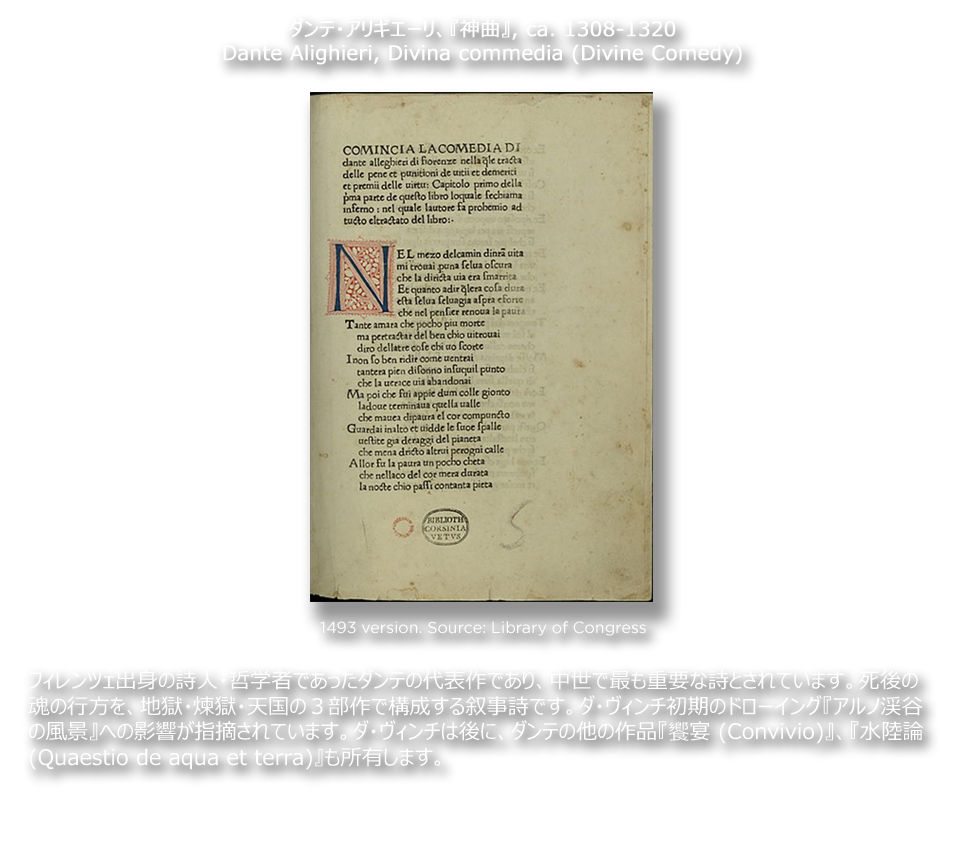 ダンテ・アリギエーリ、『神曲』, ca. 1308-1320
Dante Alighieri, Divina commedia (Divine Comedy)
COMINCIA LA COMEDIA DI
dante alleghieri di fiorenze nella q̃le tracta
delle pene et punitioni de uitii et demeriti
et premii delle uirtu: Capitolo primo della
p̃ma parte de questo libro loquale sechiama
inferno: nel quale lautore fa prohemio ad
tucto eltractato del libro:·
NEL mezo delcamin dinrã uita
mi trouai puna selua oscura
che la diricta uia era smarrita
Et quanto adir q̃lera cosa dura
esta selua seluagia aspra eforte
che nel pensier renoua la paura
Tante amara che pocho piu morte
ma pertractar del ben chio uitrouai
diro dellatre cose chi uo scorte
I non so ben ridir come uentrai
tantera pien disonno insuquil punto
che la uerace uia abandonai
Ma poi che fui appie dum colle gionto
ladoue terminaua quella ualle
che mauea dipaura el cor compuncto
Guardai inalto et uidde le suoe spalle
uestite gia deraggi del pianeta
che mena dricto altrui perogni calle
Allor fu la paura un pocho cheta
che nellaco del cor mera durata
la nocte chio passi contanta pieta
BIBLIOTH
CORSINIA
VETVS
1493 version. Source: Library of Congress
フィレンツェ出身の詩人・哲学者であったダンテの代表作であり、中世で最も重要な詩とされています。死後の
魂の行方を、地獄・煉獄・天国の3部作で構成する叙事詩です。ダ・ヴィンチ初期のドローイング『アルノ渓谷
の風景』への影響が指摘されています。ダ・ヴィンチは後に、ダンテの他の作品『饗宴 (Convivio)』、『水陸論
(Quaestio de aqua et terra)』も所有します。